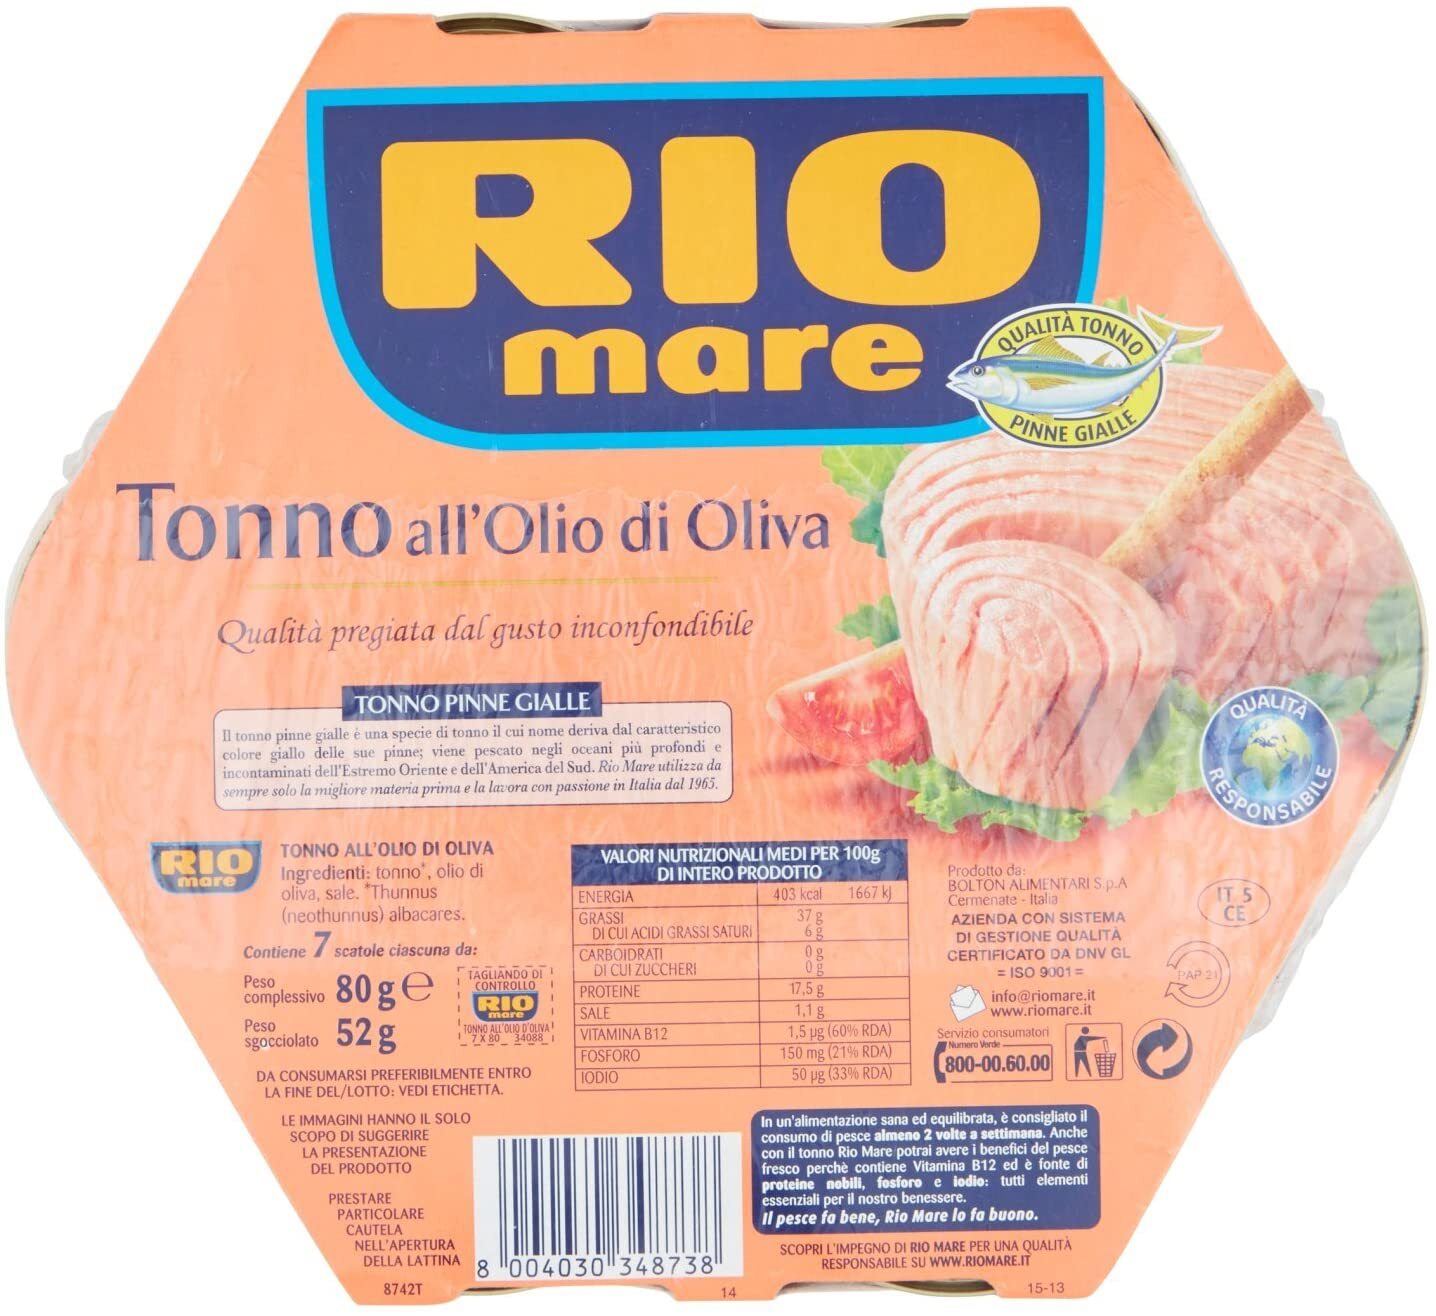 RIO
mare
QUALITÀ TONNO
PINNE GIALLE
Tonno all'Olio di Oliva
Qualità pregiata dal gusto inconfondibile
TONNO PINNE GIALLE
Il tonno pinne gialle è una specie di tonno il cui nome deriva dal caratteristico
colore giallo delle sue pinne; viene pescato negli oceani più profondi e
incontaminati dell'Estremo Oriente e dell'America del Sud. Rio Mare utilizza da
sempre solo la migliore materia prima e la lavora con passione in Italia dal 1965.
QUALITÀ
RESPONSABILE
RIO
mare
TONNO ALL'OLIO DI OLIVA
Ingredienti: tonno*, olio di
oliva, sale. *Thunnus
(neothunnus) albacares.
Contiene 7 scatole ciascuna da:
Peso
complessivo 80 g ℮
Peso
sgocciolato 52 g
TAGLIANDO DI
CONTROLLO
RIO
mare
TONNO ALL'OLIO D'OLIVA
7 X 80 34088
DA CONSUMARSI PREFERIBILMENTE ENTRO
LA FINE DEL/LOTTO: VEDI ETICHETTA.
LE IMMAGINI HANNO IL SOLO
SCOPO DI SUGGERIRE
LA PRESENTAZIONE
DEL PRODOTTO
PRESTARE
PARTICOLARE
CAUTELA
NELL'APERTURA
DELLA LATTINA
8742T
VALORI NUTRIZIONALI MEDI PER 100g
DI INTERO PRODOTTO
ENERGIA 403 kcal 1667 kJ
GRASSI 37 g
DI CUI ACIDI GRASSI SATURI 6 g
CARBOIDRATI 0 g
DI CUI ZUCCHERI 0 g
PROTEINE 17,5 g
SALE 1,1 g
VITAMINA B12 1,5 µg (60% RDA)
FOSFORO 150 mg (21% RDA)
IODIO 50 µg (33% RDA)
Prodotto da:
BOLTON ALIMENTARI S.p.A
Cermenate - Italia
AZIENDA CON SISTEMA
DI GESTIONE QUALITÀ
CERTIFICATO DA DNV GL
= ISO 9001=
info@riomare.it
www.riomare.it
Servizio consumatori
Numero Verde
800-00.60.00
IT 5
CE
PAP 21
8 004030 348738
14
In un'alimentazione sana ed equilibrata, è consigliato il
consumo di pesce almeno 2 volte a settimana. Anche
con il tonno Rio Mare potrai avere i benefici del pesce
fresco perchè contiene Vitamina B12 ed è fonte di
proteine nobili, fosforo e iodio: tutti elementi
essenziali per il nostro benessere.
Il pesce fa bene, Rio Mare lo fa buono.
SCOPRI L'IMPEGNO DI RIO MARE PER UNA QUALITÀ
RESPONSABILE SU WWW.RIOMARE.IT
15-13